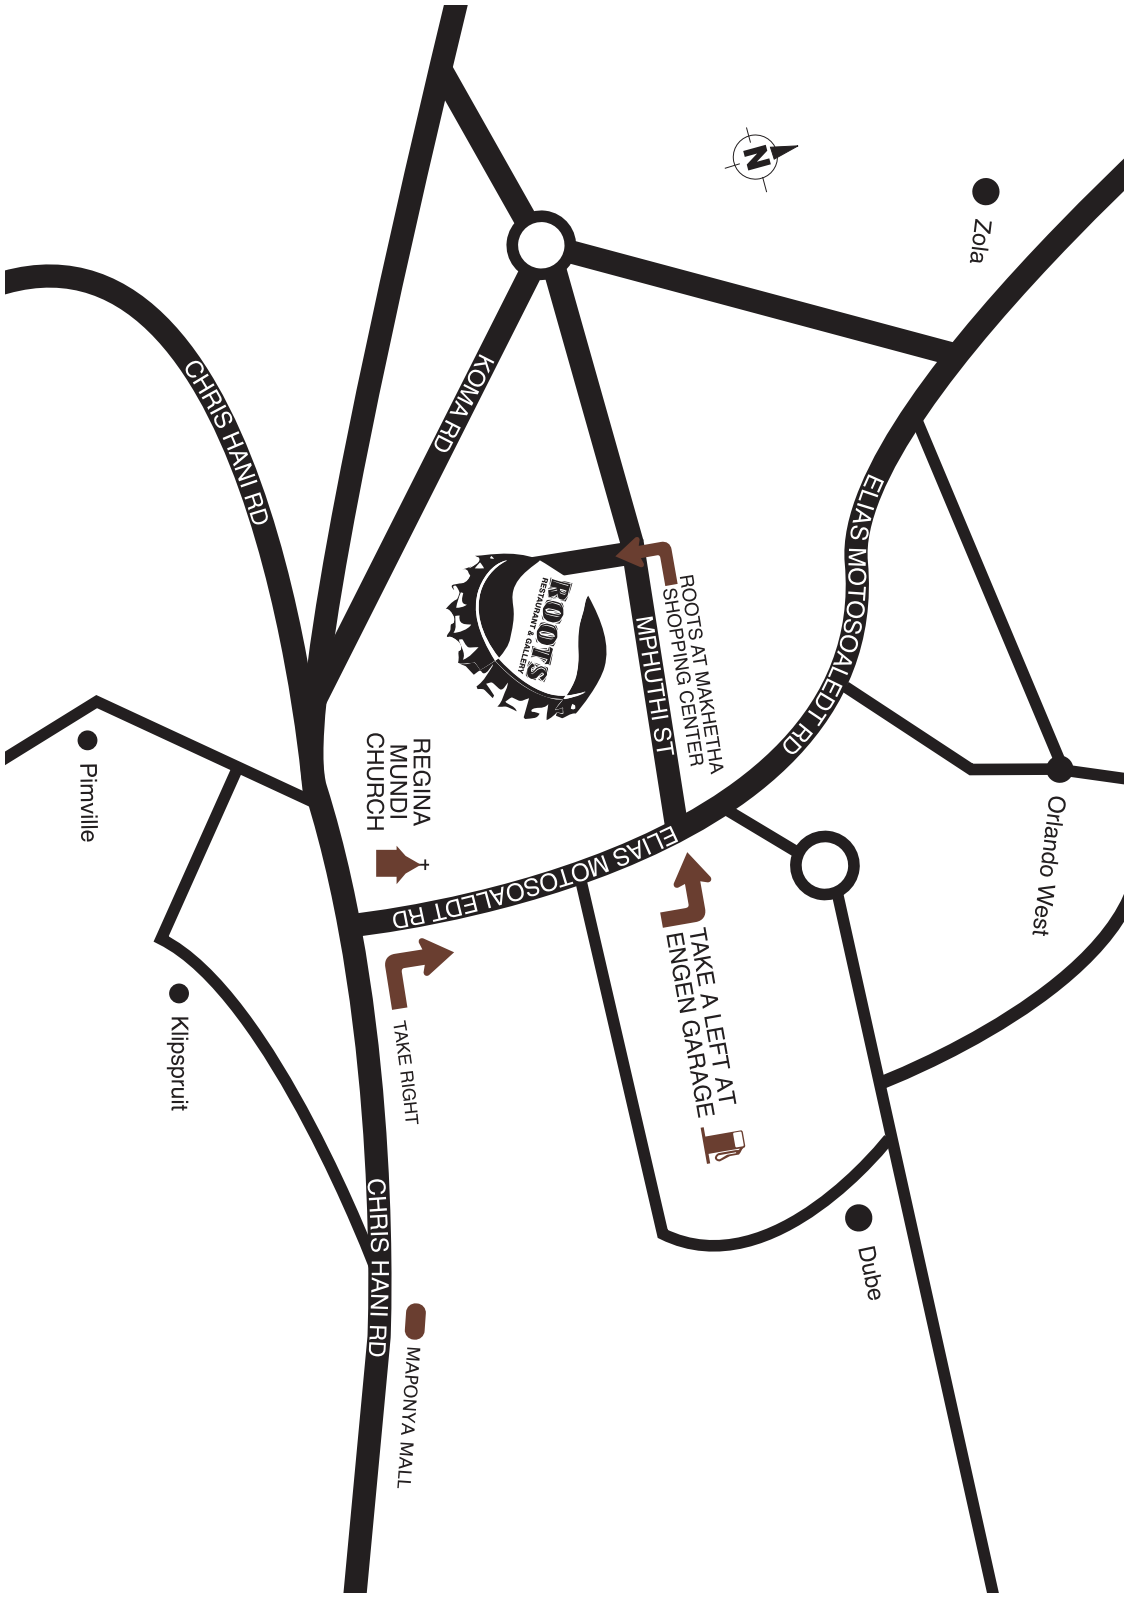 N
Zola
CHRIS HANI RD
KOMA RD
ELIAS MOTOSOALEDT RD
ROOTS AT MAKHETHA
SHOPPING CENTER
MPHUTHI ST
ROOTS
RESTAURANT & GALLERY
Orlando West
REGINA
MUNDI
CHURCH
ELIAS MOTOSOALEDT RD
Pimville
TAKE A LEFT AT
ENGEN GARAGE
TAKE RIGHT
Klipspruit
Dube
CHRIS HANI RD
MAPONYA MALL